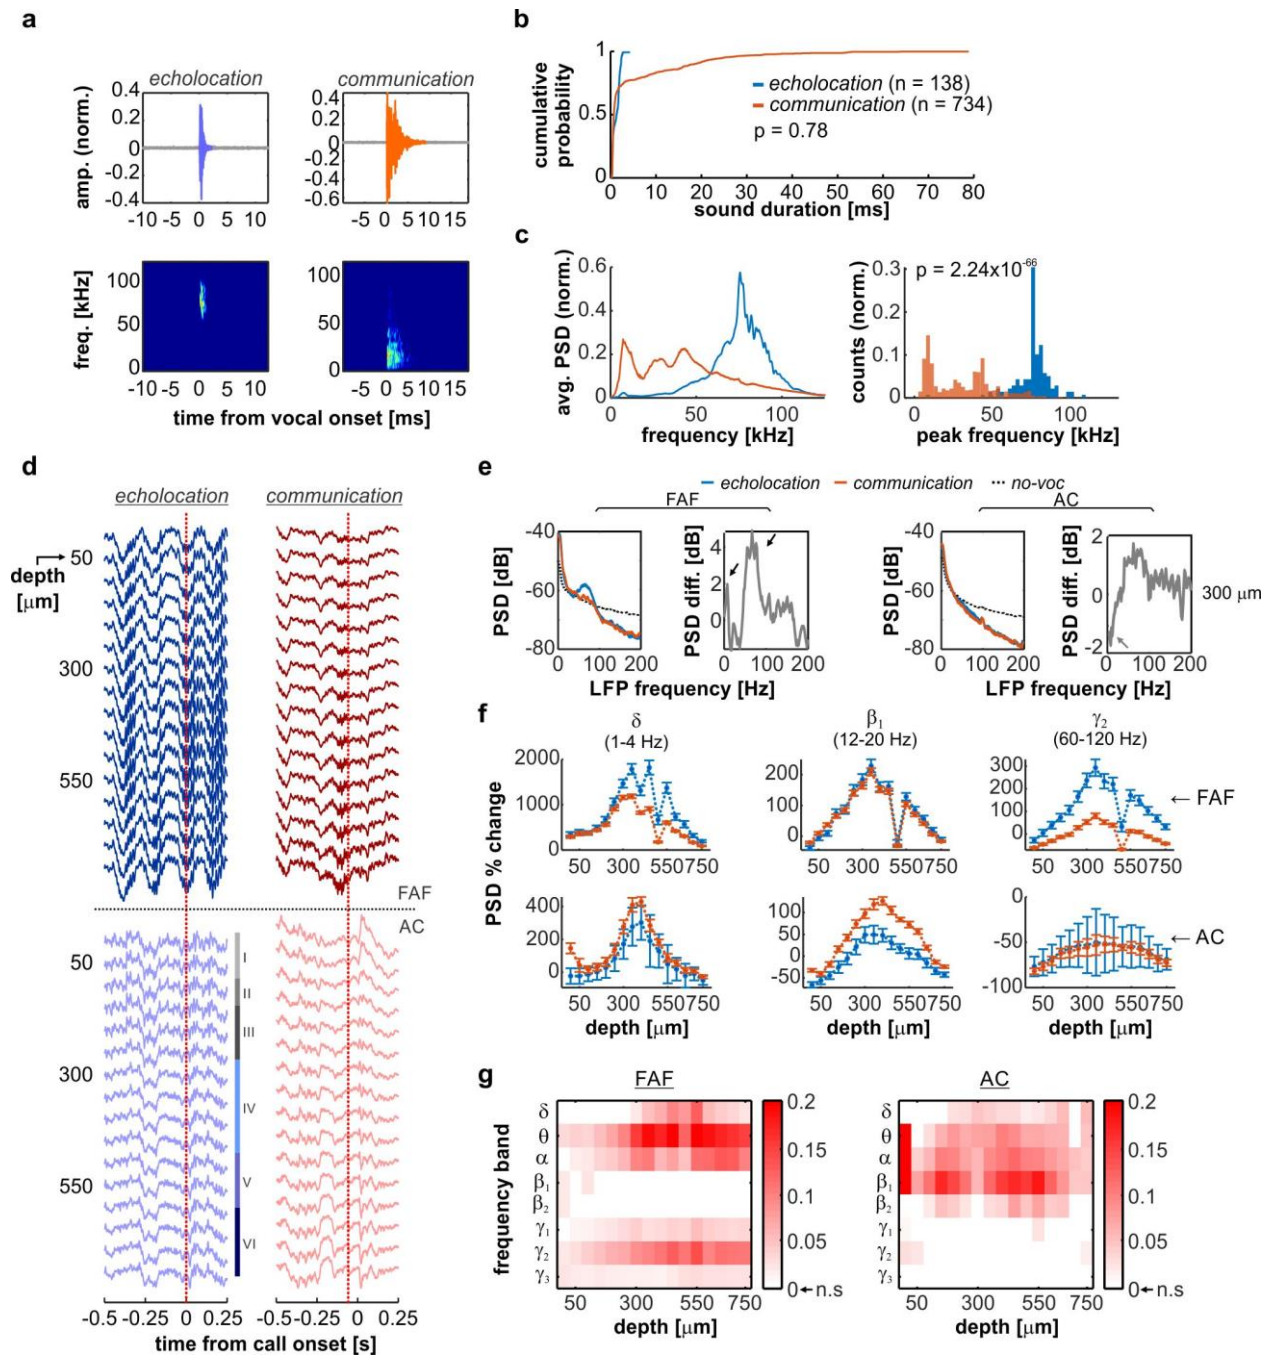 a
echolocation
communication
amp. (norm.)
0.4
0.2
0
-0.2
-0.4
0.4
0.2
0
-0.2
-0.4
-0.6
-10 -5 0 5 10
-5 0 5 10 15
freq. [kHz]
100
50
0
100
50
0
-10 -5 0 5 10
-5 0 5 10 15
time from vocal onset [ms]
b
cumulative
probability
1
0.5
0
echolocation (n = 138)
communication (n = 734)
p = 0.78
0 10 20 30 40 50 60 70 80
sound duration [ms]
c
avg. PSD (norm.)
0.6
0.4
0.2
0
50 100
frequency [kHz]
counts (norm.)
0.3
0.1
0
p = 2.24x10-66
0 50 100
peak frequency [kHz]
d
echolocation
communication
depth
[μm]
50
300
550
FAF
AC
50
300
550
I
II
III
IV
V
VI
-0.5 -0.25 0 0.25
-0.5 -0.25 0 0.25
time from call onset [s]
e
echolocation communication no-voc
FAF
AC
PSD [dB]
-40
-60
-80
0 100 200
PSD diff. [dB]
4
2
0
0 100 200
LFP frequency [Hz]
PSD [dB]
-40
-60
-80
0 100 200
PSD diff. [dB]
2
0
-2
0 100 200
LFP frequency [Hz]
300 μm
f
δ
(1-4 Hz)
β1
(12-20 Hz)
γ2
(60-120 Hz)
PSD % change
2000
1000
0
50 300 550 750
200
100
0
50 300 550 750
300
200
100
0
50 300 550 750
← FAF
400
200
0
50 300 550 750
100
50
0
-50
50 300 550 750
0
-50
-100
50 300 550 750
← AC
depth [μm]
depth [μm]
depth [μm]
g
FAF
AC
frequency band
δ
θ
α
β1
β2
γ1
γ2
γ3
50 300 550 750
depth [μm]
0.2
0.15
0.1
0.05
0 ← n.s
δ
θ
α
β1
β2
γ1
γ2
γ3
50 300 550 750
depth [μm]
0.2
0.15
0.1
0.05
0 ← n.s